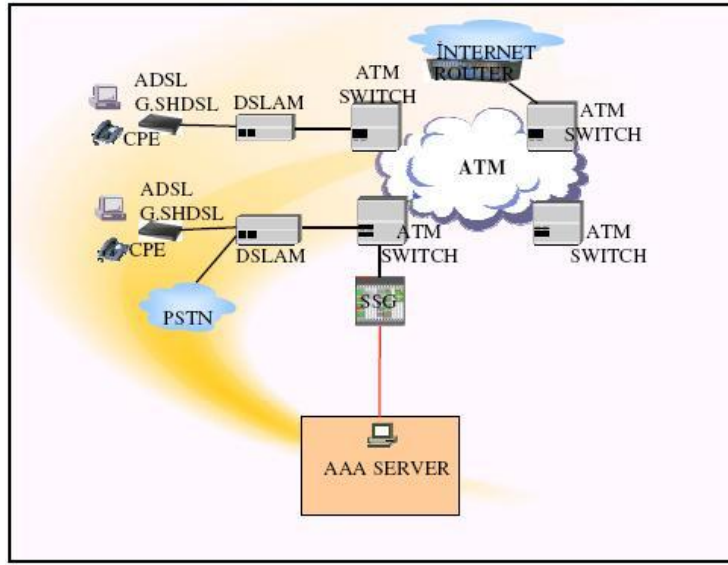 İNTERNET
ROUTER
ATM
SWITCH
ADSL
G.SHDSL
DSLAM
CPE
ATM
SWITCH
ATM
ADSL
G.SHDSL
CPE
DSLAM
ATM
SWITCH
ATM
SWITCH
PSTN
SSG
AAA SERVER